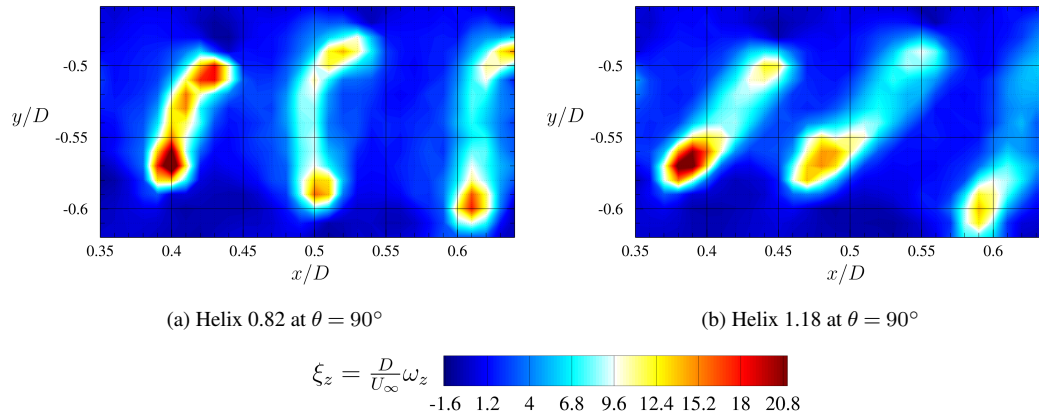 -0.5
y/D
-0.55
-0.6
0.35 0.4 0.45 0.5 0.55 0.6
x/D
(a) Helix 0.82 at θ = 90°
-0.5
y/D
-0.55
-0.6
0.35 0.4 0.45 0.5 0.55 0.6
x/D
(b) Helix 1.18 at θ = 90°
ξz = D/U∞ ωz
-1.6 1.2 4 6.8 9.6 12.4 15.2 18 20.8